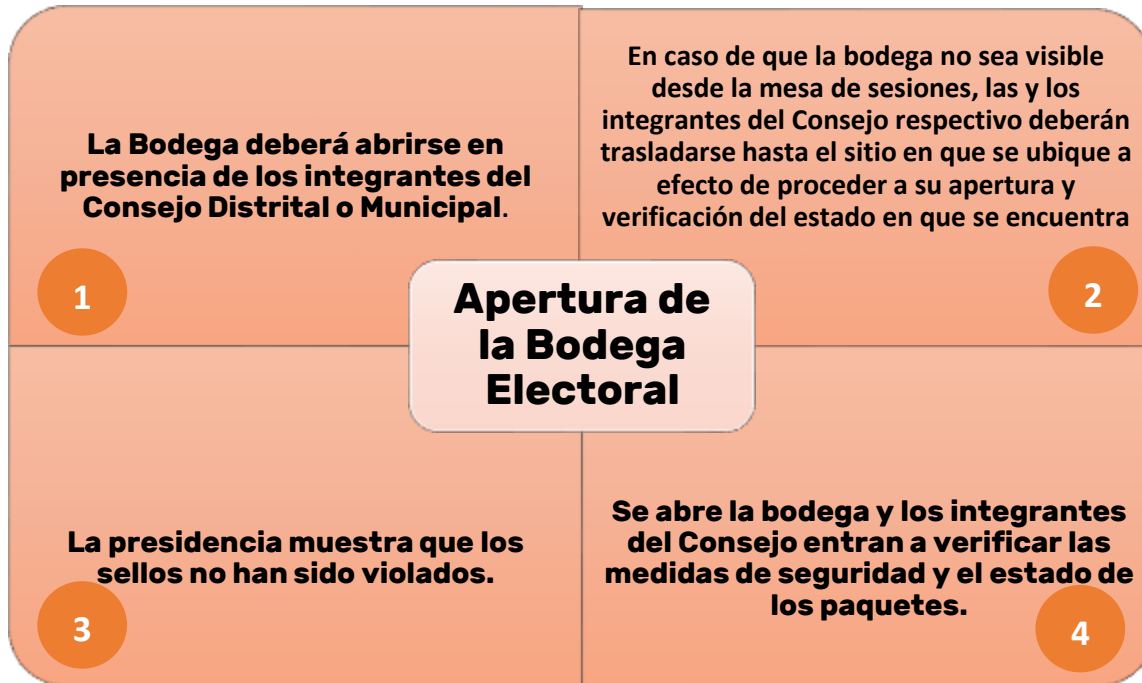 La Bodega deberá abrirse en
presencia de los integrantes del
Consejo Distrital o Municipal.
1
En caso de que la bodega no sea visible
desde la mesa de sesiones, las y los
integrantes del Consejo respectivo deberán
trasladarse hasta el sitio en que se ubique a
efecto de proceder a su apertura y
verificación del estado en que se encuentra
2
Apertura de
la Bodega
Electoral
La presidencia muestra que los
sellos no han sido violados.
3
Se abre la bodega y los integrantes
del Consejo entran a verificar las
medidas de seguridad y el estado de
los paquetes.
4